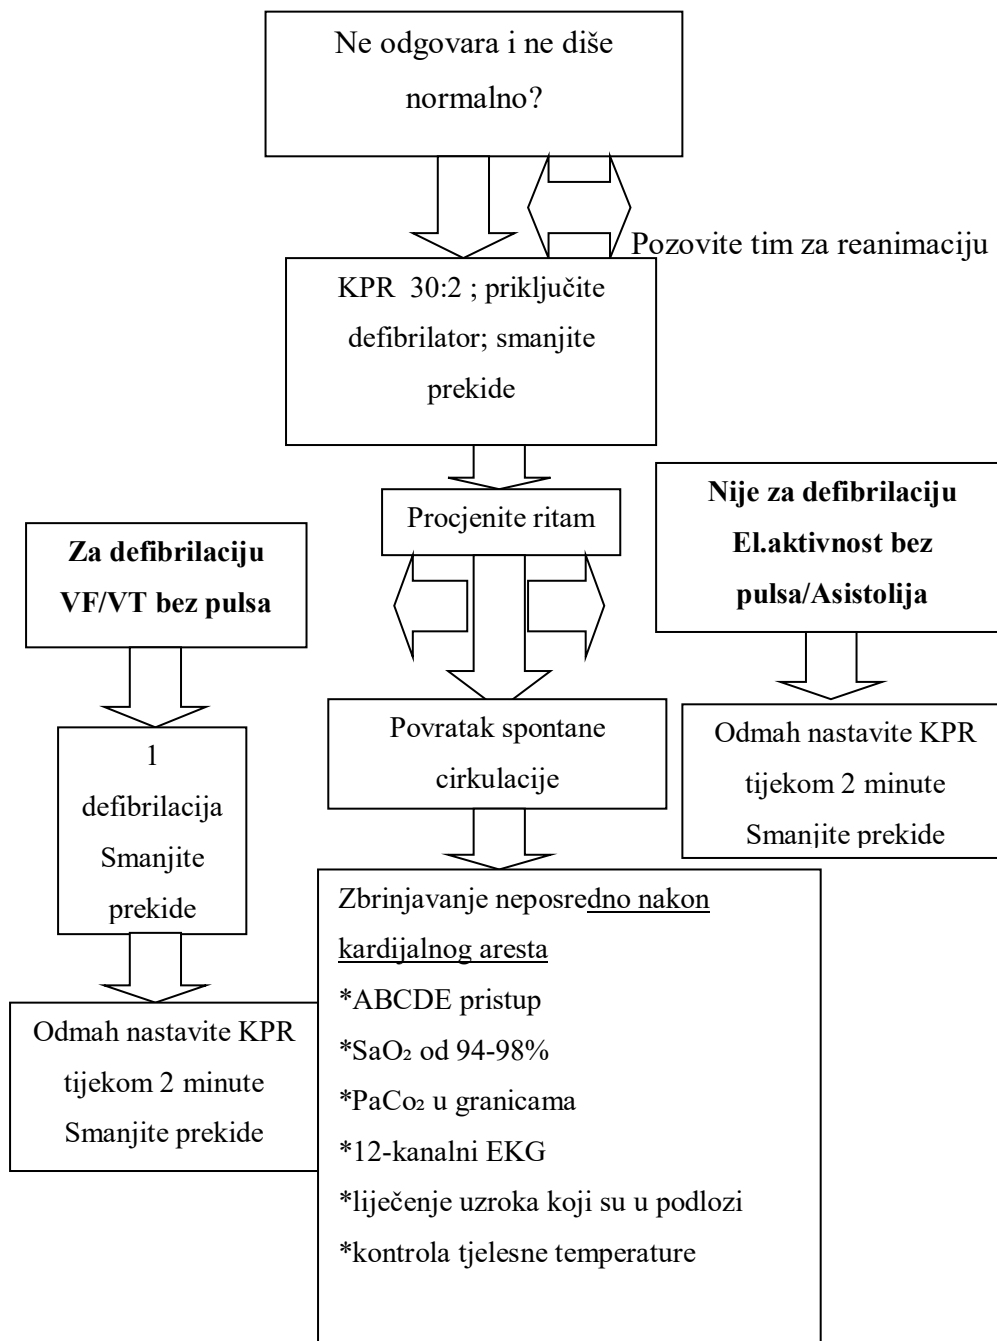 Ne odgovara i ne diše
normalno?
Pozovite tim za reanimaciju
KPR  30:2 ; priključite
defibrilator; smanjite
prekide
Procjenite ritam
Za defibrilaciju
VF/VT bez pulsa
Nije za defibrilaciju
El.aktivnost bez
pulsa/Asistolija
1
defibrilacija
Smanjite
prekide
Povratak spontane
cirkulacije
Odmah nastavite KPR
tijekom 2 minute
Smanjite prekide
Odmah nastavite KPR
tijekom 2 minute
Smanjite prekide
Zbrinjavanje neposredno nakon
kardijalnog aresta
*ABCDE pristup
*SaO₂ od 94-98%
*PaCo₂ u granicama
*12-kanalni EKG
*liječenje uzroka koji su u podlozi
*kontrola tjelesne temperature